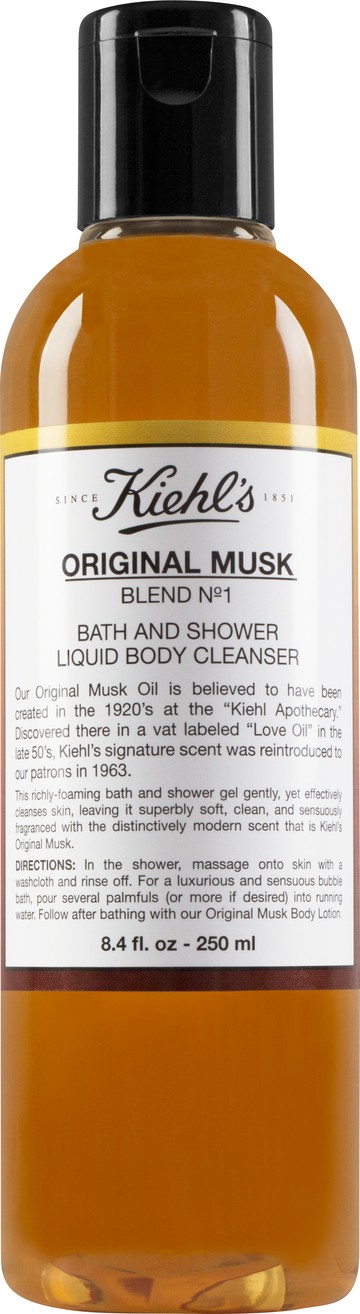 SINCE Kiehl's 1851
ORIGINAL MUSK
BLEND Nº1
BATH AND SHOWER
LIQUID BODY CLEANSER
Our Original Musk Oil is believed to have been
created in the 1920's at the “Kiehl Apothecary.”
Discovered there in a vat labeled “Love Oil” in the
late 50's, Kiehl's signature scent was reintroduced to
our patrons in 1963.
This richly-foaming bath and shower gel gently, yet effectively
cleanses skin, leaving it superbly soft, clean, and sensuously
fragranced with the distinctively modern scent that is Kiehl's
Original Musk.
DIRECTIONS: In the shower, massage onto skin with a
washcloth and rinse off. For a luxurious and sensuous bubble
bath, pour several palmfuls (or more if desired) into running
water. Follow after bathing with our Original Musk Body Lotion.
8.4 fl. oz - 250 ml